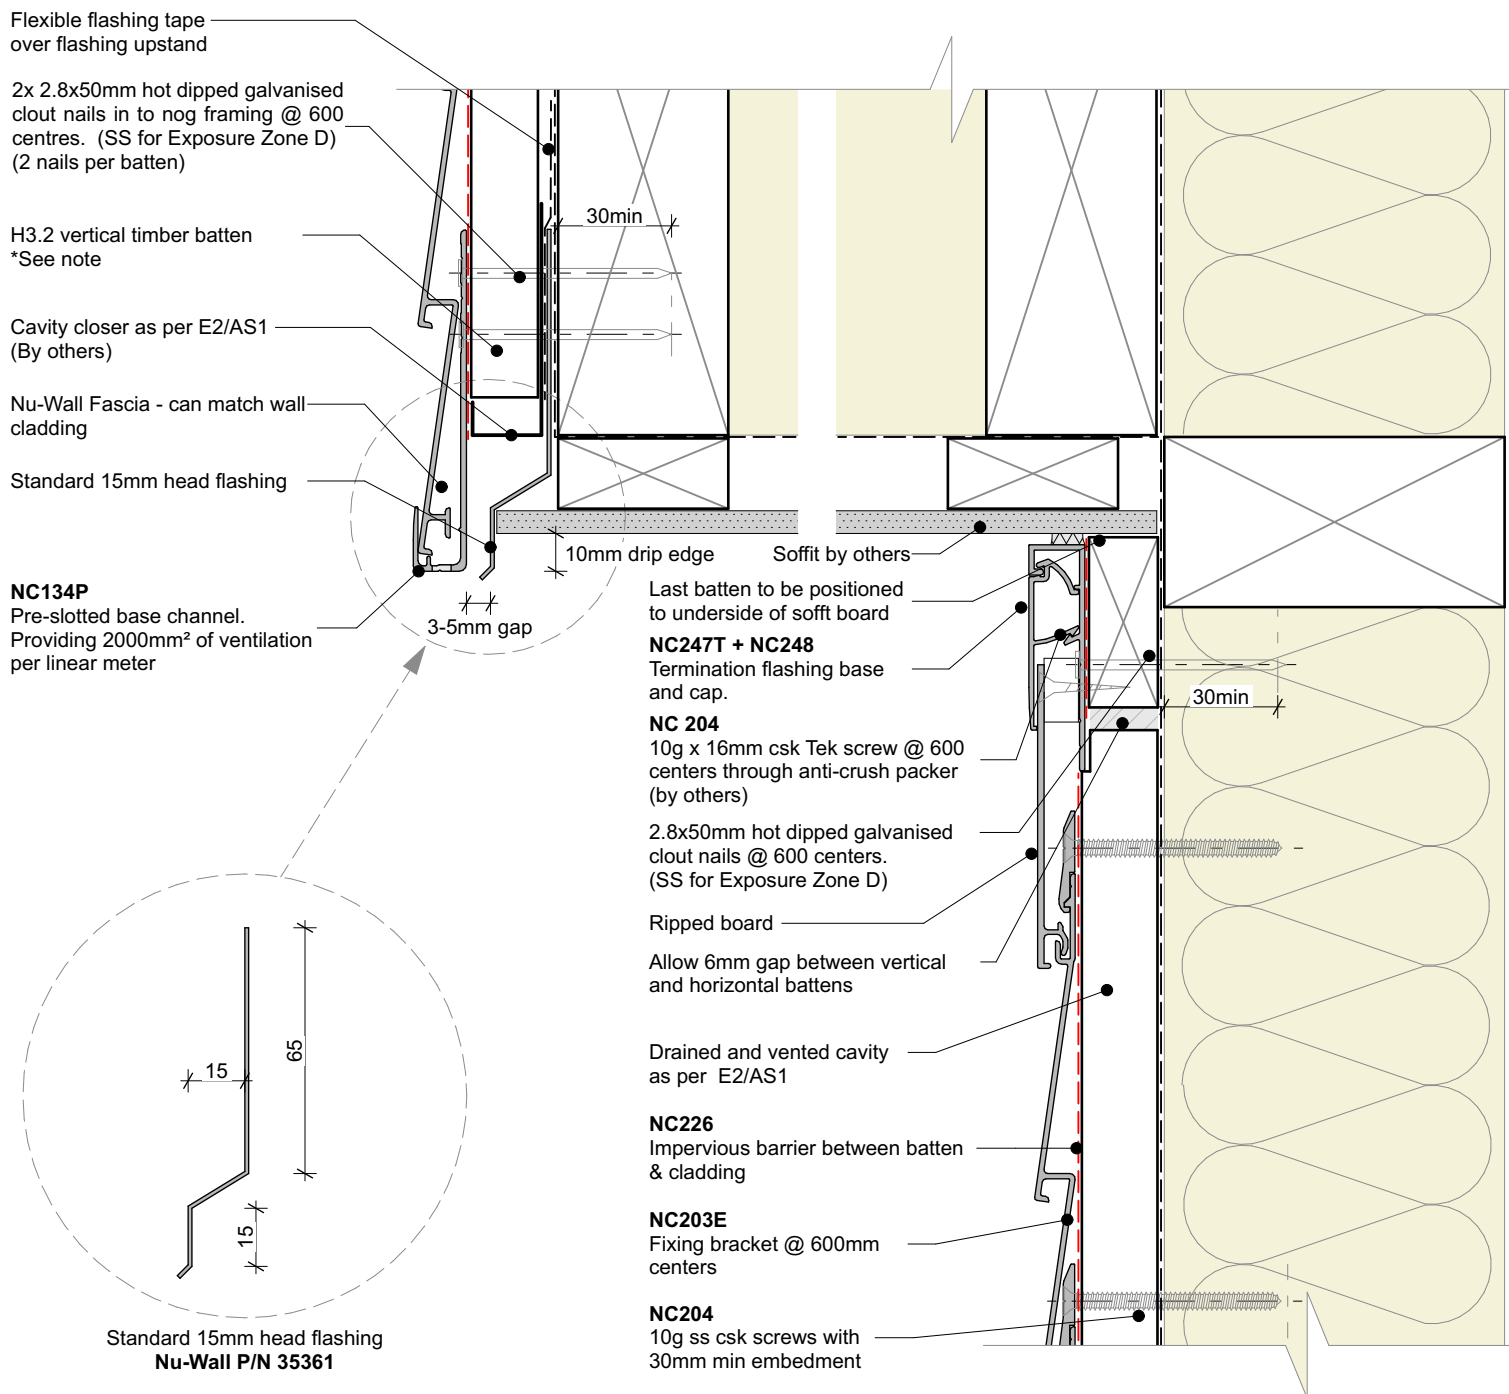 Flexible flashing tape
over flashing upstand
2x 2.8x50mm hot dipped galvanised
clout nails in to nog framing @ 600
centres. (SS for Exposure Zone D)
(2 nails per batten)
H3.2 vertical timber batten
*See note
Cavity closer as per E2/AS1
(By others)
Nu-Wall Fascia - can match wall
cladding
Standard 15mm head flashing
NC134P
Pre-slotted base channel.
Providing 2000mm² of ventilation
per linear meter
30min
10mm drip edge
3-5mm gap
Soffit by others
Last batten to be positioned
to underside of sofft board
NC247T + NC248
Termination flashing base
and cap.
NC 204
10g x 16mm csk Tek screw @ 600
centers through anti-crush packer
(by others)
2.8x50mm hot dipped galvanised
clout nails @ 600 centers.
(SS for Exposure Zone D)
Ripped board
Allow 6mm gap between vertical
and horizontal battens
Drained and vented cavity
as per E2/AS1
NC226
Impervious barrier between batten
& cladding
NC203E
Fixing bracket @ 600mm
centers
NC204
10g ss csk screws with
30mm min embedment
30min
15
65
15
Standard 15mm head flashing
Nu-Wall P/N 35361